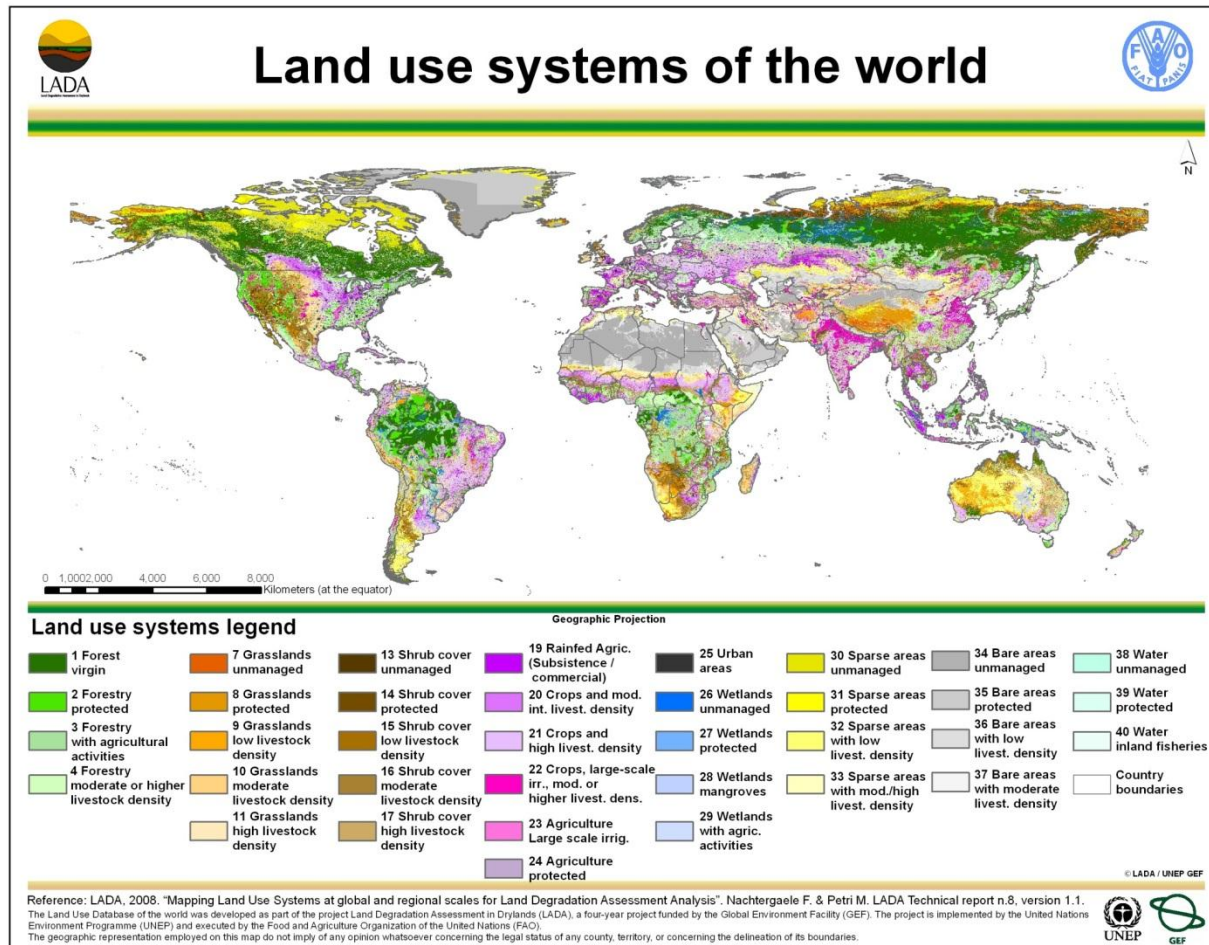 Land use systems of the world
LADA
FAO
FIAT PANIS
N
0 1,000 2,000 4,000 6,000 8,000
Kilometers (at the equator)
Geographic Projection
Land use systems legend
1 Forest
virgin
2 Forestry
protected
3 Forestry
with agricultural
activities
4 Forestry
moderate or higher
livestock density
7 Grasslands
unmanaged
8 Grasslands
protected
9 Grasslands
low livestock
density
10 Grasslands
moderate
livestock density
11 Grasslands
high livestock
density
13 Shrub cover
unmanaged
14 Shrub cover
protected
15 Shrub cover
low livestock
density
16 Shrub cover
moderate
livestock density
17 Shrub cover
high livestock
density
19 Rainfed Agric.
(Subsistence /
commercial)
20 Crops and mod.
int. livest. density
21 Crops and
high livest. density
22 Crops, large-scale
irr., mod. or
higher livest. dens.
23 Agriculture
Large scale irrig.
24 Agriculture
protected
25 Urban
areas
26 Wetlands
unmanaged
27 Wetlands
protected
28 Wetlands
mangroves
29 Wetlands
with agric.
activities
30 Sparse areas
unmanaged
31 Sparse areas
protected
32 Sparse areas
with low
livest. density
33 Sparse areas
with mod./high
livest. density
34 Bare areas
unmanaged
35 Bare areas
protected
36 Bare areas
with low
livest. density
37 Bare areas
with moderate
livest. density
38 Water
unmanaged
39 Water
protected
40 Water
inland fisheries
Country
boundaries
© LADA / UNEP GEF
Reference: LADA, 2008. “Mapping Land Use Systems at global and regional scales for Land Degradation Assessment Analysis”. Nachtergaele F. & Petri M. LADA Technical report n.8, version 1.1.
The Land Use Database of the world was developed as part of the project Land Degradation Assessment in Drylands (LADA), a four-year project funded by the Global Environment Facility (GEF). The project is implemented by the United Nations
Environment Programme (UNEP) and executed by the Food and Agriculture Organization of the United Nations (FAO).
The geographic representation employed on this map do not imply of any opinion whatsoever concerning the legal status of any county, territory, or concerning the delineation of its boundaries.
UNEP
GEF